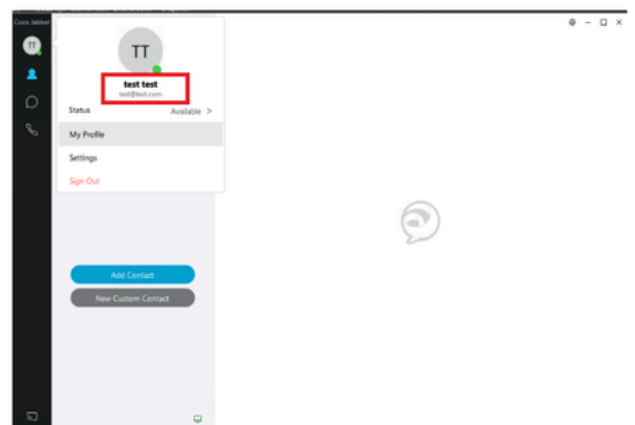 Cisco Jabber
TT
TT
test test
test@test.com
Status
Available >
My Profile
Settings
Sign Out
Add Contact
New Custom Contact